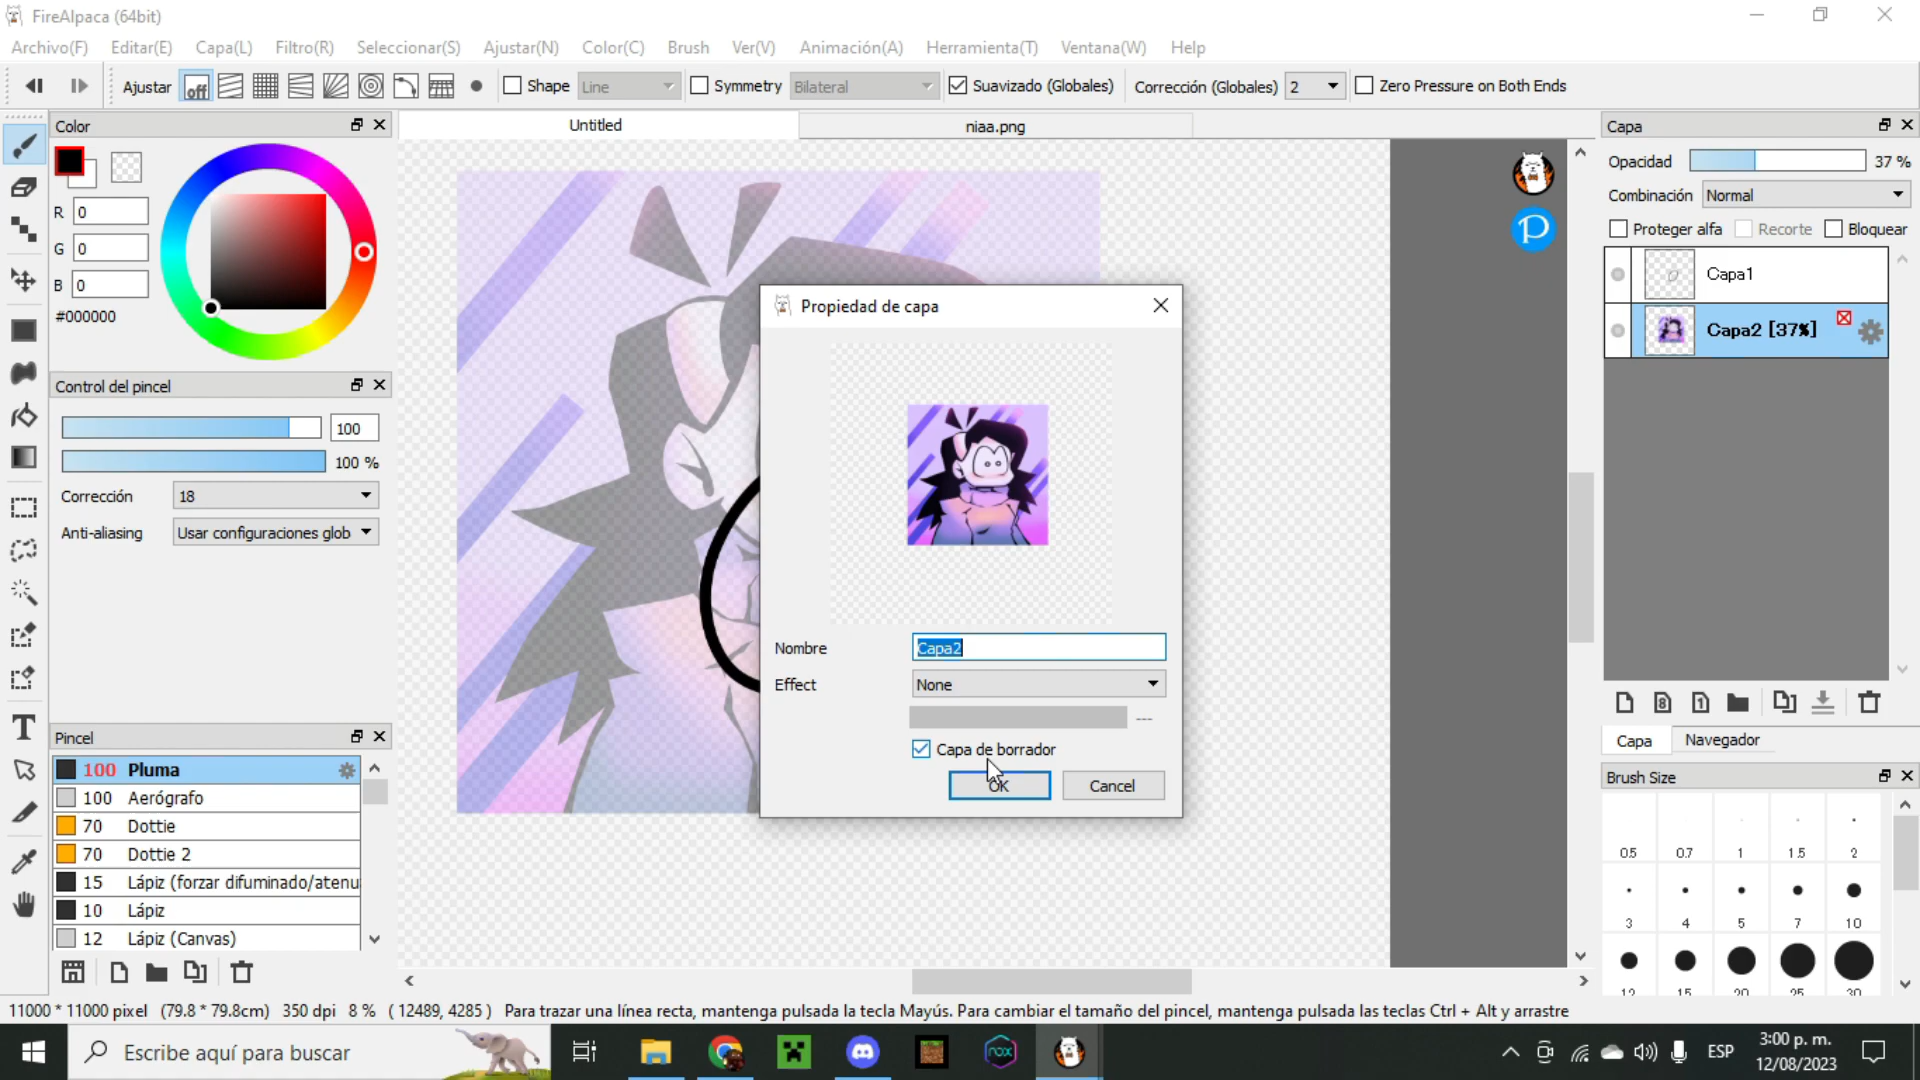 FireAlpaca (64bit)
Archivo(F) Editar(E) Capa(L) Filtro(R) Seleccionar(S) Ajustar(N) Color(C) Brush Ver(V) Animación(A) Herramienta(T) Ventana(W) Help
Ajustar off Shape Line Symmetry Bilateral Suavizado (Globales) Corrección (Globales) 2 Zero Pressure on Both Ends
Color
R 0
G 0
B 0
#000000
Control del pincel
100
100 %
Corrección 18
Anti-aliasing Usar configuraciones glob
Pincel
100 Pluma
100 Aerógrafo
70 Dottie
70 Dottie 2
15 Lápiz (forzar difuminado/atenu
10 Lápiz
12 Lápiz (Canvas)
Untitled niaa.png
Propiedad de capa
Nombre Capa2
Effect None
---
Capa de borrador
OK Cancel
P
Capa
Opacidad 37 %
Combinación Normal
Proteger alfa Recorte Bloquear
Capa1
Capa2 [37%]
8 1
Capa Navegador
Brush Size
0.5 0.7 1 1.5 2
3 4 5 7 10
12 15 20 25 30
11000 * 11000 pixel (79.8 * 79.8cm) 350 dpi 8 % ( 12489, 4285 ) Para trazar una línea recta, mantenga pulsada la tecla Mayús. Para cambiar el tamaño del pincel, mantenga pulsadas las teclas Ctrl + Alt y arrastre
Escribe aquí para buscar
nox
ESP
3:00 p. m.
12/08/2023